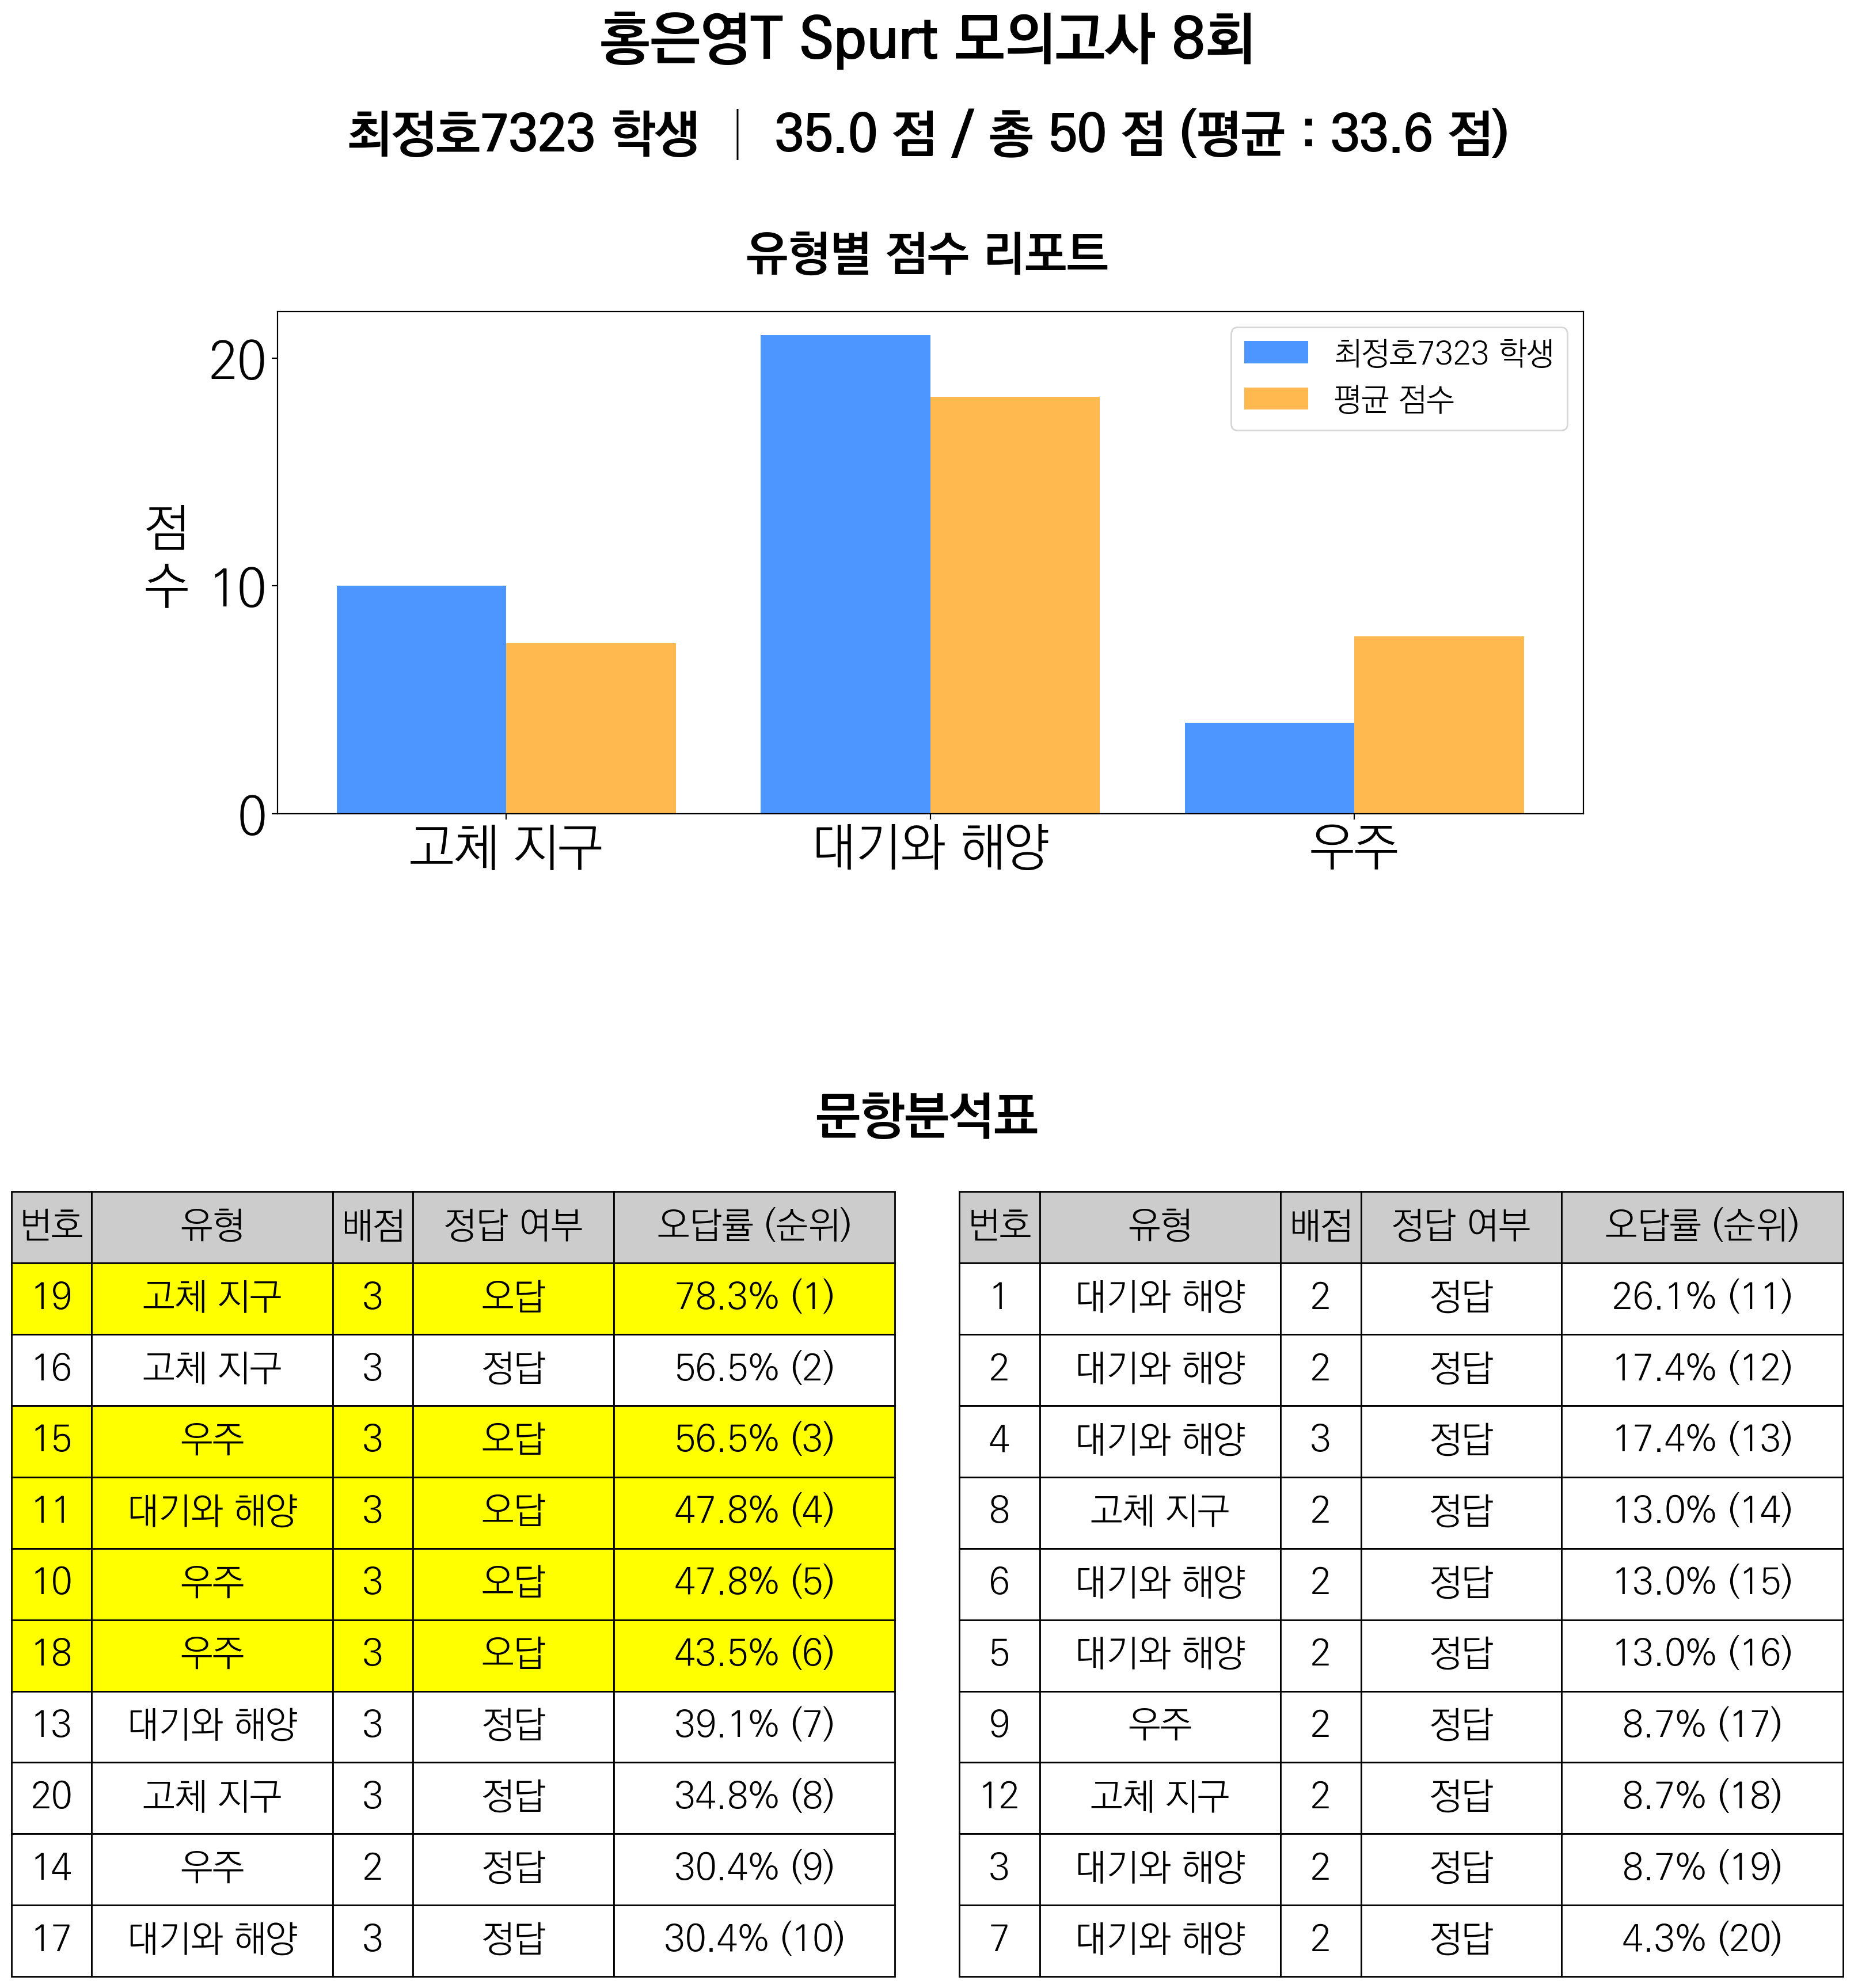 홍은영T Spurt 모의고사 8회
최정호7323 학생 │ 35.0 점 / 총 50 점 (평균 : 33.6 점)
유형별 점수 리포트
최정호7323 학생
평균 점수
점수
20
10
0
고체 지구 대기와 해양 우주
문항분석표
번호 유형 배점 정답 여부 오답률 (순위)
19 고체 지구 3 오답 78.3% (1)
16 고체 지구 3 정답 56.5% (2)
15 우주 3 오답 56.5% (3)
11 대기와 해양 3 오답 47.8% (4)
10 우주 3 오답 47.8% (5)
18 우주 3 오답 43.5% (6)
13 대기와 해양 3 정답 39.1% (7)
20 고체 지구 3 정답 34.8% (8)
14 우주 2 정답 30.4% (9)
17 대기와 해양 3 정답 30.4% (10)
번호 유형 배점 정답 여부 오답률 (순위)
1 대기와 해양 2 정답 26.1% (11)
2 대기와 해양 2 정답 17.4% (12)
4 대기와 해양 3 정답 17.4% (13)
8 고체 지구 2 정답 13.0% (14)
6 대기와 해양 2 정답 13.0% (15)
5 대기와 해양 2 정답 13.0% (16)
9 우주 2 정답 8.7% (17)
12 고체 지구 2 정답 8.7% (18)
3 대기와 해양 2 정답 8.7% (19)
7 대기와 해양 2 정답 4.3% (20)